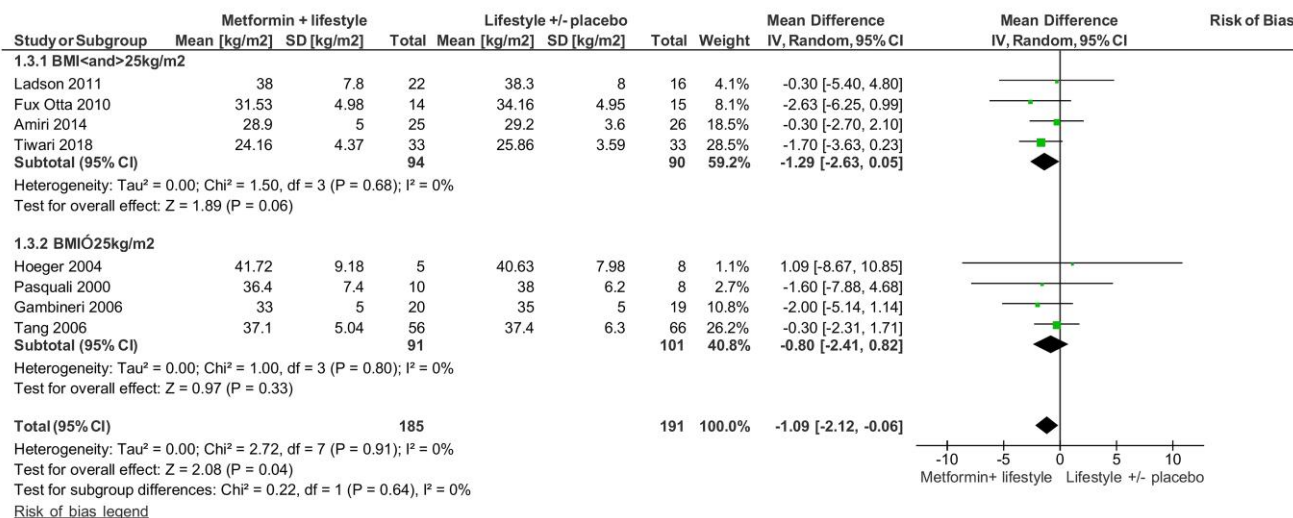 Metformin + lifestyle Lifestyle +/- placebo Mean Difference Mean Difference Risk of Bias
Study or Subgroup Mean [kg/m2] SD [kg/m2] Total Mean [kg/m2] SD [kg/m2] Total Weight IV, Random, 95% CI IV, Random, 95% CI
1.3.1 BMI<and>25kg/m2
Ladson 2011 38 7.8 22 38.3 8 16 4.1% -0.30 [-5.40, 4.80]
Fux Otta 2010 31.53 4.98 14 34.16 4.95 15 8.1% -2.63 [-6.25, 0.99]
Amiri 2014 28.9 5 25 29.2 3.6 26 18.5% -0.30 [-2.70, 2.10]
Tiwari 2018 24.16 4.37 33 25.86 3.59 33 28.5% -1.70 [-3.63, 0.23]
Subtotal (95% CI) 94 90 59.2% -1.29 [-2.63, 0.05]
Heterogeneity: Tau² = 0.00; Chi² = 1.50, df = 3 (P = 0.68); I² = 0%
Test for overall effect: Z = 1.89 (P = 0.06)
1.3.2 BMIÓ25kg/m2
Hoeger 2004 41.72 9.18 5 40.63 7.98 8 1.1% 1.09 [-8.67, 10.85]
Pasquali 2000 36.4 7.4 10 38 6.2 8 2.7% -1.60 [-7.88, 4.68]
Gambineri 2006 33 5 20 35 5 19 10.8% -2.00 [-5.14, 1.14]
Tang 2006 37.1 5.04 56 37.4 6.3 66 26.2% -0.30 [-2.31, 1.71]
Subtotal (95% CI) 91 101 40.8% -0.80 [-2.41, 0.82]
Heterogeneity: Tau² = 0.00; Chi² = 1.00, df = 3 (P = 0.80); I² = 0%
Test for overall effect: Z = 0.97 (P = 0.33)
Total (95% CI) 185 191 100.0% -1.09 [-2.12, -0.06]
Heterogeneity: Tau² = 0.00; Chi² = 2.72, df = 7 (P = 0.91); I² = 0%
Test for overall effect: Z = 2.08 (P = 0.04)
Test for subgroup differences: Chi² = 0.22, df = 1 (P = 0.64), I² = 0%
-10 -5 0 5 10
Metformin+ lifestyle Lifestyle +/- placebo
Risk of bias legend